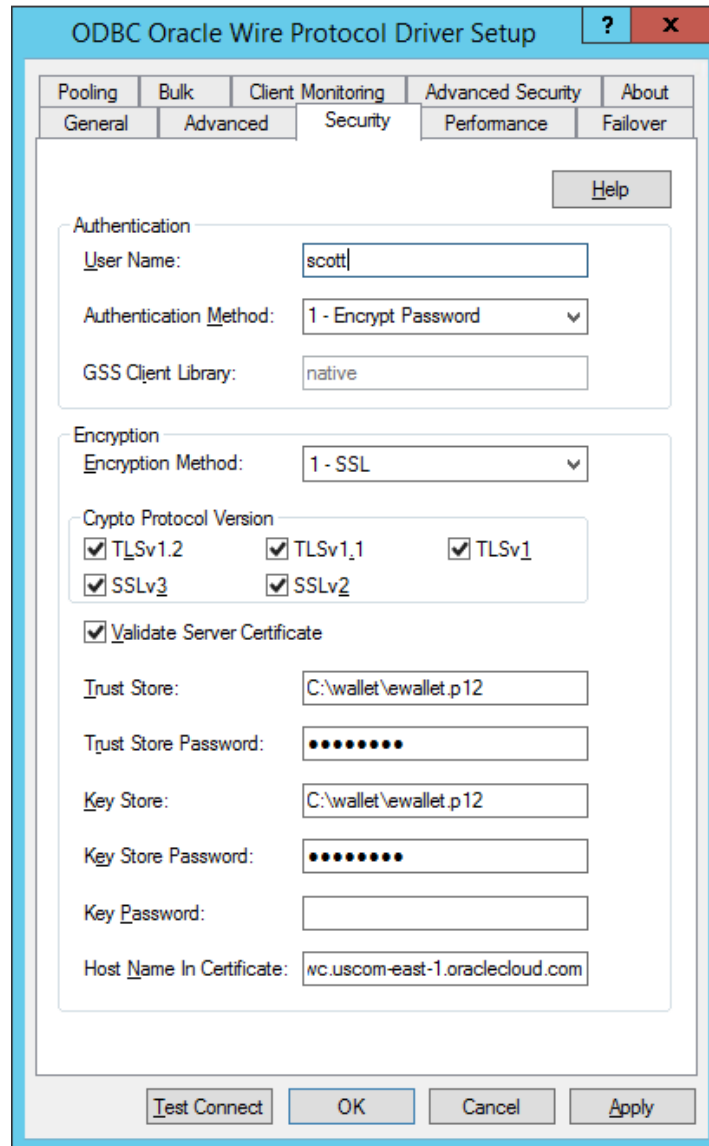 ODBC Oracle Wire Protocol Driver Setup ? x
Pooling Bulk Client Monitoring Advanced Security About
General Advanced Security Performance Failover
Help
Authentication
User Name: scott
Authentication Method: 1 - Encrypt Password
GSS Client Library: native
Encryption
Encryption Method: 1 - SSL
Crypto Protocol Version
TLSv1.2 TLSv1.1 TLSv1
SSLv3 SSLv2
Validate Server Certificate
Trust Store: C:\wallet\ewallet.p12
Trust Store Password: ●●●●●●●●
Key Store: C:\wallet\ewallet.p12
Key Store Password: ●●●●●●●●
Key Password:
Host Name In Certificate: wc.uscom-east-1.oraclecloud.com
Test Connect OK Cancel Apply